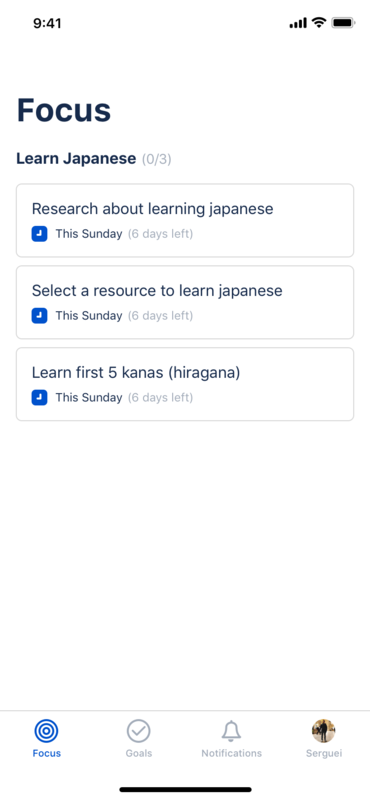 9:41
Focus
Learn Japanese (0/3)
Research about learning japanese
This Sunday (6 days left)
Select a resource to learn japanese
This Sunday (6 days left)
Learn first 5 kanas (hiragana)
This Sunday (6 days left)
Focus Goals Notifications Serguei